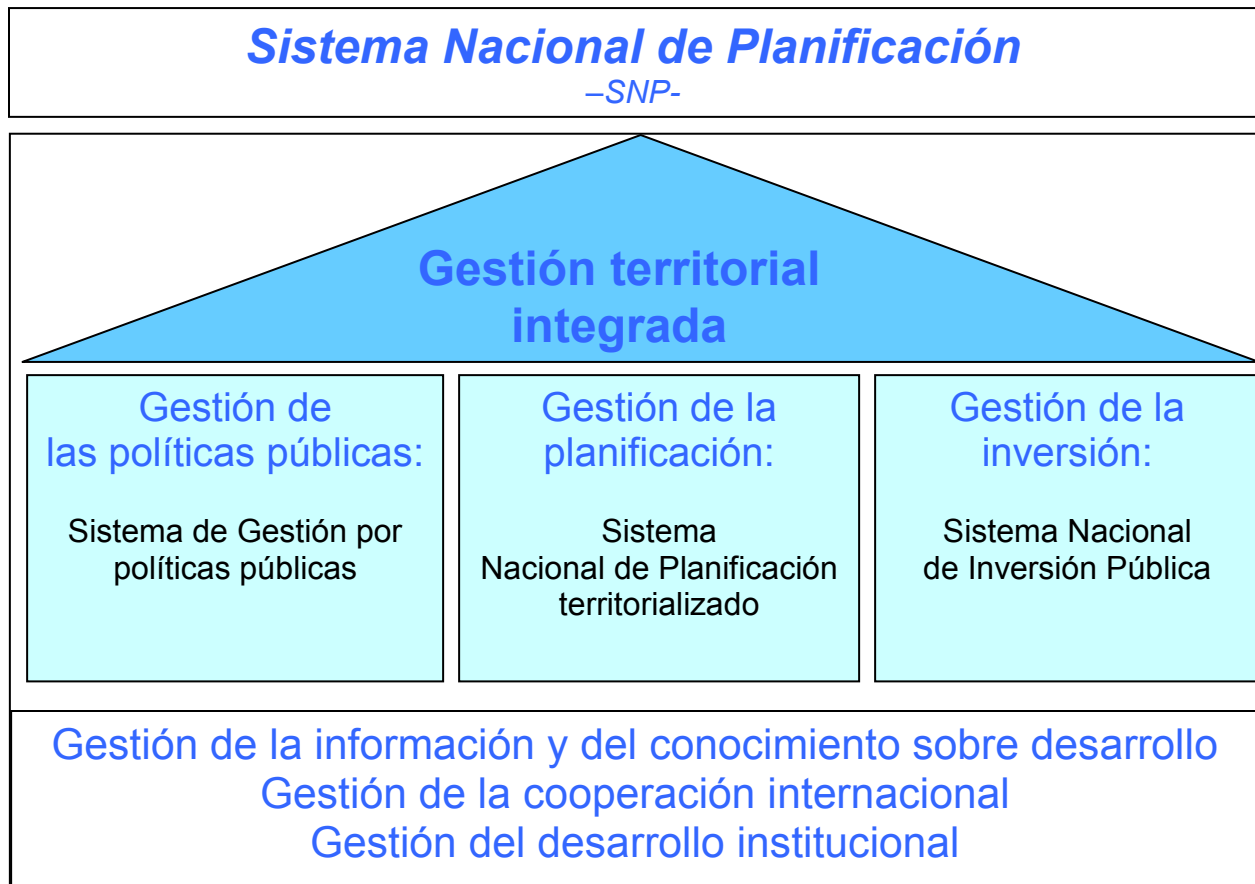 Sistema Nacional de Planificación
–SNP-
Gestión territorial
integrada
Gestión de
las políticas públicas:
Sistema de Gestión por
políticas públicas
Gestión de la
planificación:
Sistema
Nacional de Planificación
territorializado
Gestión de la
inversión:
Sistema Nacional
de Inversión Pública
Gestión de la información y del conocimiento sobre desarrollo
Gestión de la cooperación internacional
Gestión del desarrollo institucional